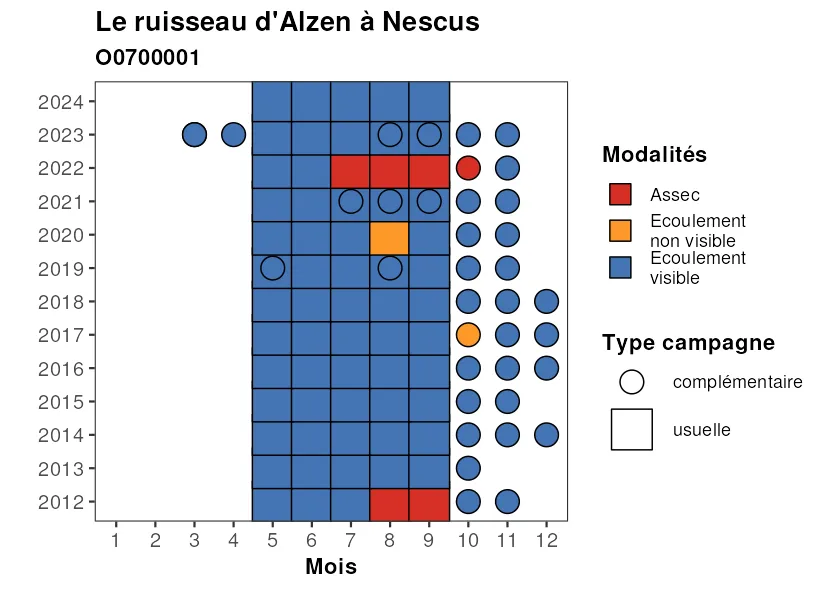 Le ruisseau d'Alzen à Nescus
O0700001
2024
2023
2022
2021
2020
2019
2018
2017
2016
2015
2014
2013
2012
1 2 3 4 5 6 7 8 9 10 11 12
Mois
Modalités
Assec
Ecoulement
non visible
Ecoulement
visible
Type campagne
complémentaire
usuelle